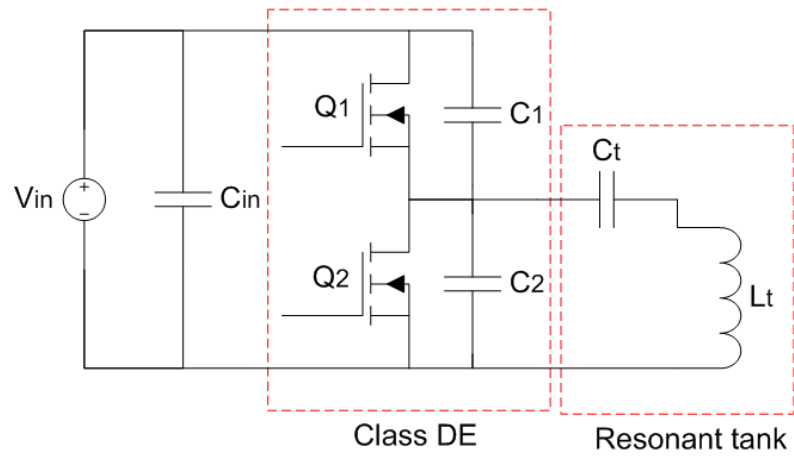 Q1
C1
Ct
Vin
+
−
Cin
Q2
C2
Lt
Class DE
Resonant tank